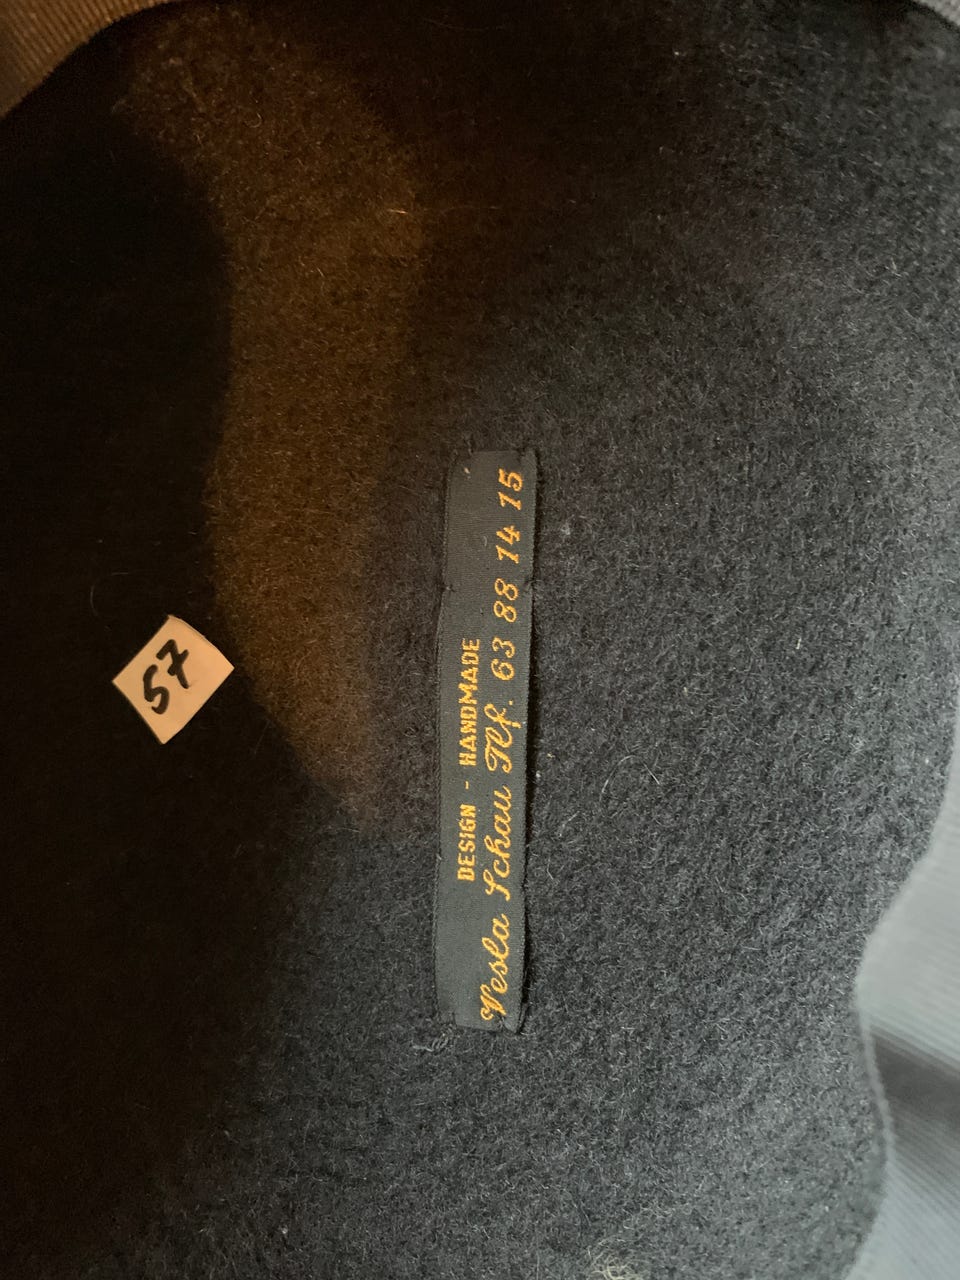 57
DESIGN - HANDMADE
Vesla Schau Tlf. 63 88 14 15